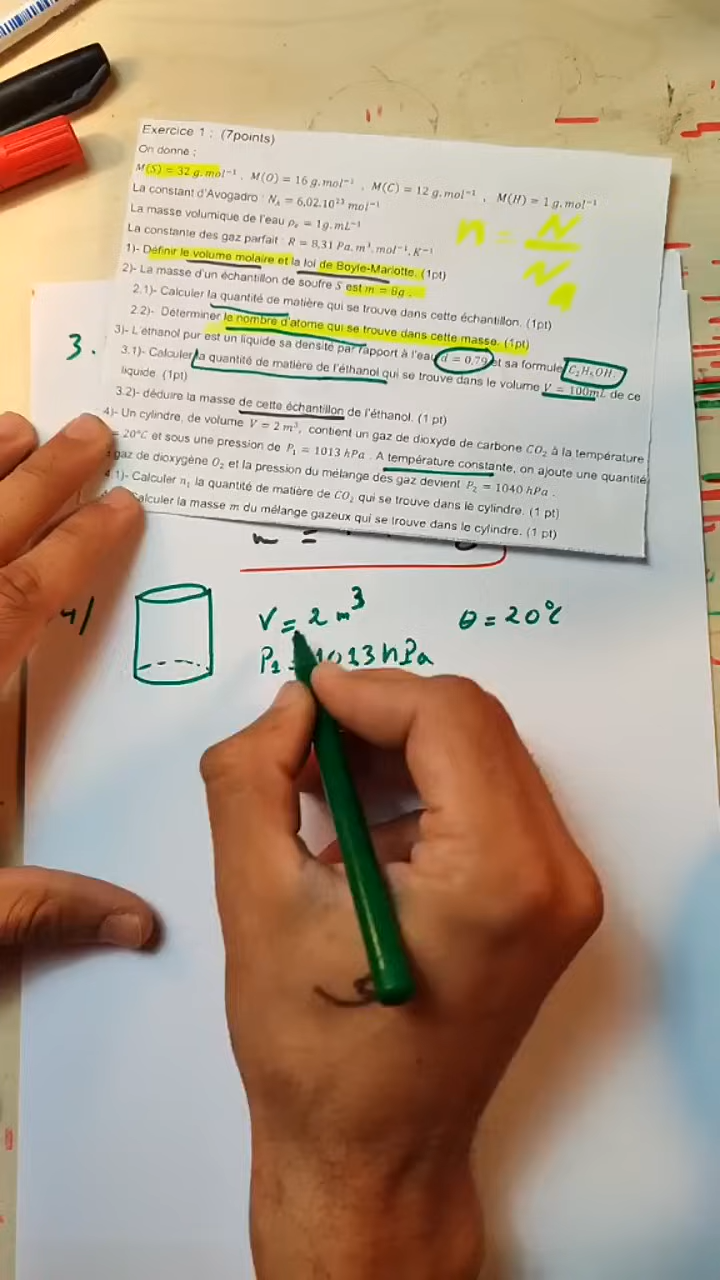 Exercice 1 : (7points)
On donne :
M(S) = 32 g.mol⁻¹ , M(O) = 16 g.mol⁻¹ , M(C) = 12 g.mol⁻¹ , M(H) = 1 g.mol⁻¹
La constant d'Avogadro : N_A = 6,02.10²³ mol⁻¹
La masse volumique de l'eau ρₑ = 1g.mL⁻¹
La constante des gaz parfait : R = 8,31 Pa.m³.mol⁻¹.K⁻¹
n = N / N_A
1)- Définir le volume molaire et la loi de Boyle-Mariotte. (1pt)
2)- La masse d'un échantillon de soufre S est m = 8g .
2.1)- Calculer la quantité de matière qui se trouve dans cette échantillon. (1pt)
2.2)- Determiner le nombre d'atome qui se trouve dans cette masse. (1pt)
3.
3)- L'éthanol pur est un liquide sa densité par rapport à l'eau d = 0,79 et sa formule C₂H₅OH.
3.1)- Calculer la quantité de matière de l'éthanol qui se trouve dans le volume V = 100mL de ce
liquide. (1pt)
3.2)- déduire la masse de cette échantillon de l'éthanol. (1 pt)
4)- Un cylindre, de volume V = 2 m³, contient un gaz de dioxyde de carbone CO₂ à la température
= 20°C et sous une pression de P₁ = 1013 hPa . A température constante, on ajoute une quantité
gaz de dioxygène O₂ et la pression du mélange des gaz devient P₂ = 1040 hPa .
.1)- Calculer n₁ la quantité de matière de CO₂ qui se trouve dans le cylindre. (1 pt)
alculer la masse m du mélange gazeux qui se trouve dans le cylindre. (1 pt)
m =
4/ V = 2 m³ θ = 20°C
P₁ 1013 hPa